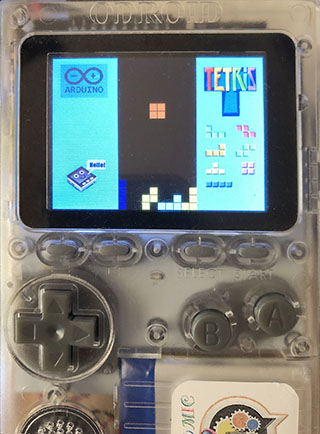 ODROID
ARDUINO
TETRIS
Hello!
SELECT START
B A